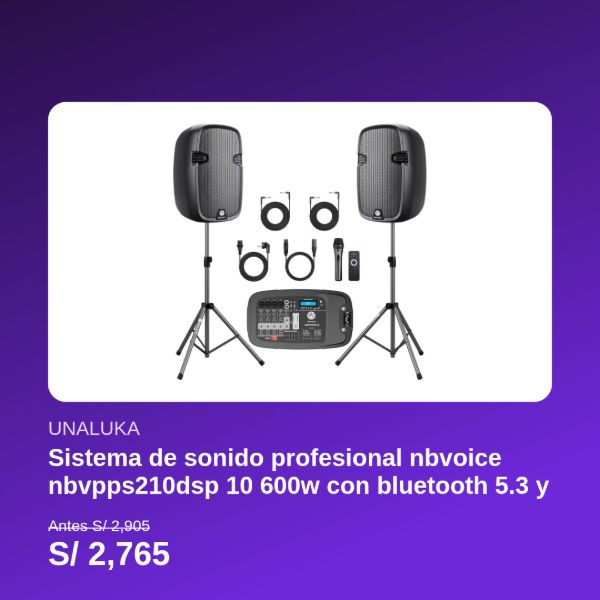 UNALUKA
Sistema de sonido profesional nbvoice
nbvpps210dsp 10 600w con bluetooth 5.3 y
Antes S/ 2,905
S/ 2,765